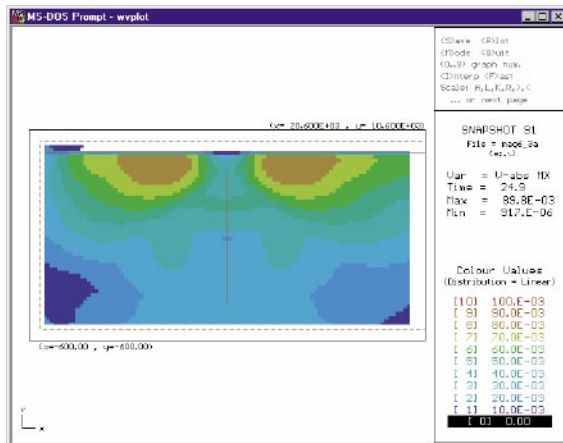 MS-DOS Prompt - wvplot
(S)ave (P)lot
(M)ode (Q)uit
(0..9) graph num.
(I)nterp (F)ast
Scale: A,L,K,R,),(
... or next page
(x= 20.600E+03 , y= 10.600E+02)
SNAPSHOT 91
File = mag6_3a
Var = V-abs MX
Time = 24.9
Max = 89.8E-03
Min = 917.E-06
Colour Values
(Distribution = Linear)
[10] 100.E-03
[ 9] 90.0E-03
[ 8] 80.0E-03
[ 7] 70.0E-03
[ 6] 60.0E-03
[ 5] 50.0E-03
[ 4] 40.0E-03
[ 3] 30.0E-03
[ 2] 20.0E-03
[ 1] 10.0E-03
[ 0] 0.00
(x=-600.00 , y=-600.00)
y
x